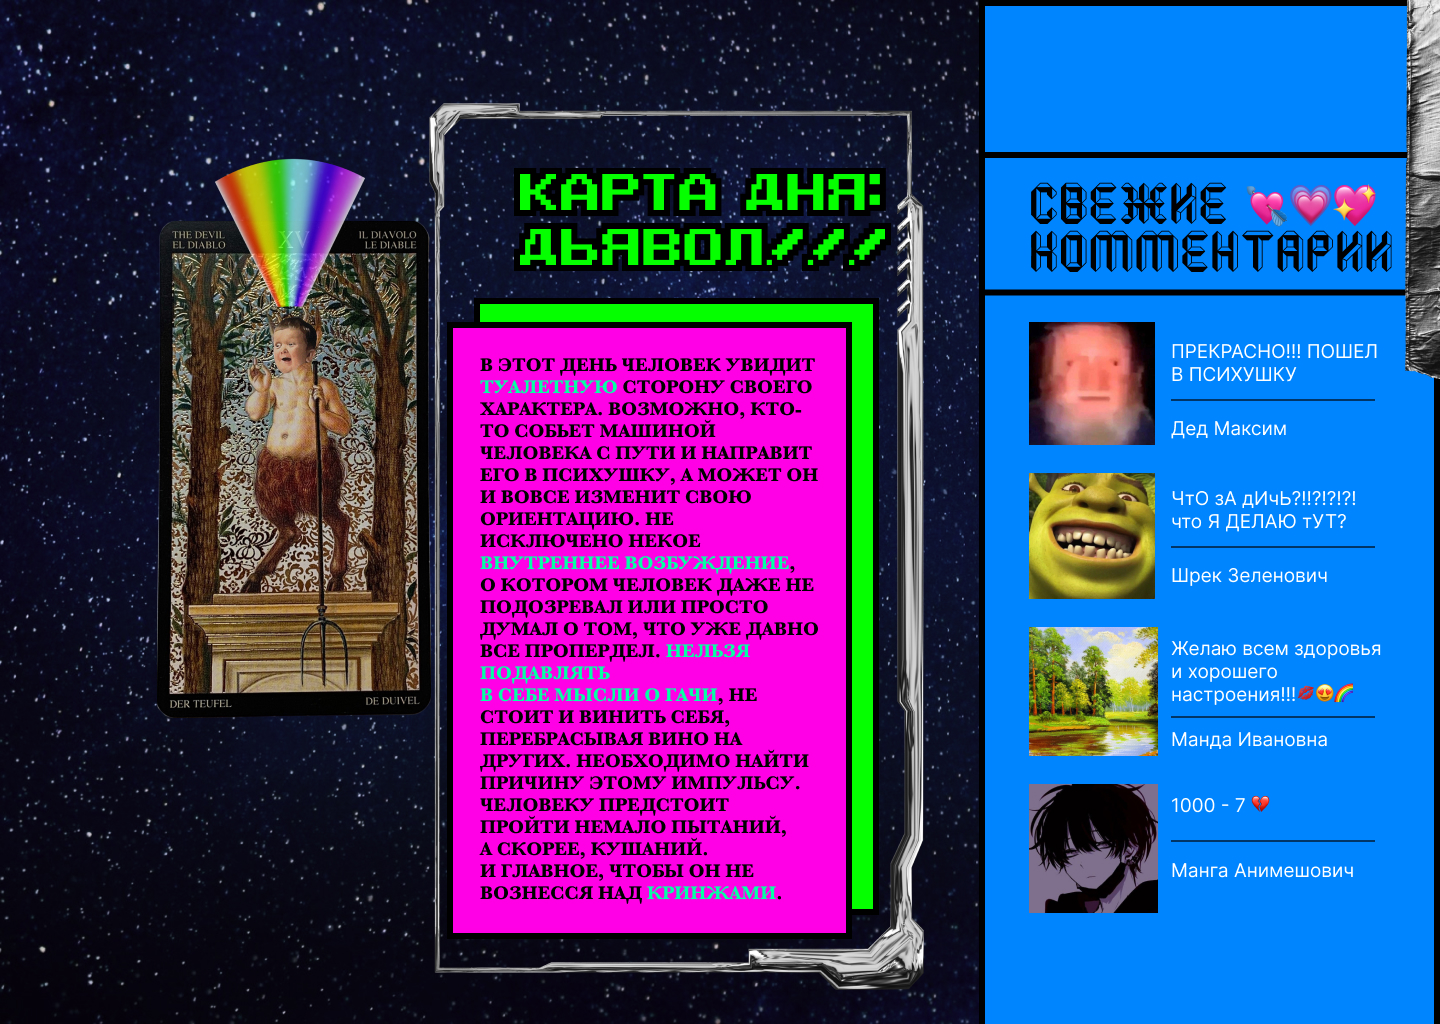 THE DEVIL
EL DIABLO
XV
IL DIAVOLO
LE DIABLE
DER TEUFEL
DE DUIVEL
КАРТА ДНЯ:
ДЬЯВОЛ.///
В ЭТОТ ДЕНЬ ЧЕЛОВЕК УВИДИТ
ТУАЛЕТНУЮ СТОРОНУ СВОЕГО
ХАРАКТЕРА. ВОЗМОЖНО, КТО-
ТО СОБЬЕТ МАШИНОЙ
ЧЕЛОВЕКА С ПУТИ И НАПРАВИТ
ЕГО В ПСИХУШКУ, А МОЖЕТ ОН
И ВОВСЕ ИЗМЕНИТ СВОЮ
ОРИЕНТАЦИЮ. НЕ
ИСКЛЮЧЕНО НЕКОЕ
ВНУТРЕННЕЕ ВОЗБУЖДЕНИЕ,
О КОТОРОМ ЧЕЛОВЕК ДАЖЕ НЕ
ПОДОЗРЕВАЛ ИЛИ ПРОСТО
ДУМАЛ О ТОМ, ЧТО УЖЕ ДАВНО
ВСЕ ПРОПЕРДЕЛ. НЕЛЬЗЯ
ПОДАВЛЯТЬ
В СЕБЕ МЫСЛИ О ГАЧИ, НЕ
СТОИТ И ВИНИТЬ СЕБЯ,
ПЕРЕБРАСЫВАЯ ВИНО НА
ДРУГИХ. НЕОБХОДИМО НАЙТИ
ПРИЧИНУ ЭТОМУ ИМПУЛЬСУ.
ЧЕЛОВЕКУ ПРЕДСТОИТ
ПРОЙТИ НЕМАЛО ПЫТАНИЙ,
А СКОРЕЕ, КУШАНИЙ.
И ГЛАВНОЕ, ЧТОБЫ ОН НЕ
ВОЗНЕССЯ НАД КРИНЖАМИ.
СВЕЖИЕ 💘💗💖
КОММЕНТАРИИ
ПРЕКРАСНО!!! ПОШЕЛ
В ПСИХУШКУ
Дед Максим
ЧтО зА дИчЬ?!!?!?!?!
что Я ДЕЛАЮ тУТ?
Шрек Зеленович
Желаю всем здоровья
и хорошего
настроения!!!💋😍🌈
Манда Ивановна
1000 - 7 💔
Манга Анимешович